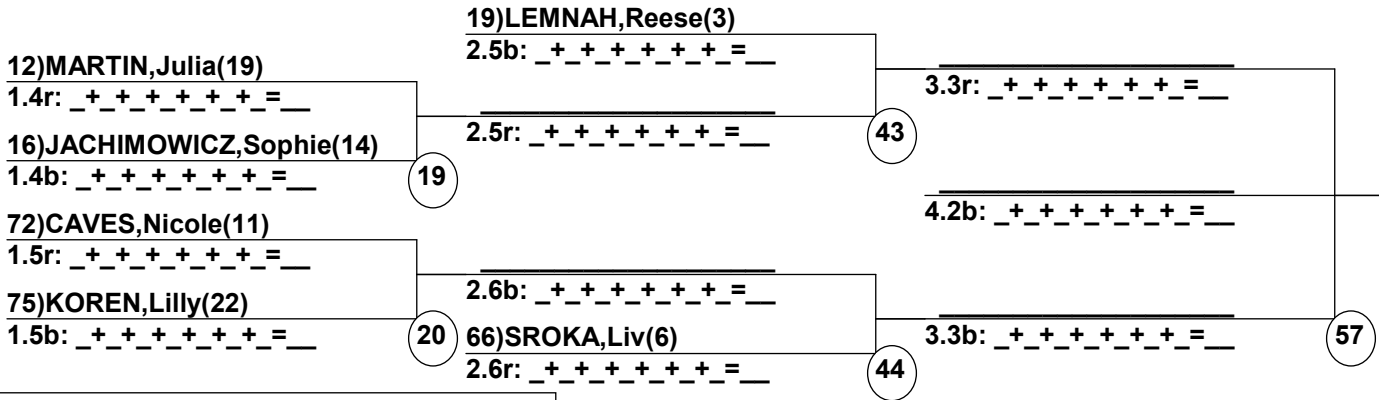 19)LEMNAH,Reese(3)
2.5b: _+_+_+_+_+_=__
12)MARTIN,Julia(19)
1.4r: _+_+_+_+_+_=__
3.3r: _+_+_+_+_+_=__
2.5r: _+_+_+_+_+_=__
43
16)JACHIMOWICZ,Sophie(14)
1.4b: _+_+_+_+_+_=__
19
4.2b: _+_+_+_+_+_=__
72)CAVES,Nicole(11)
1.5r: _+_+_+_+_+_=__
2.6b: _+_+_+_+_+_=__
75)KOREN,Lilly(22)
1.5b: _+_+_+_+_+_=__
20
66)SROKA,Liv(6)
2.6r: _+_+_+_+_+_=__
44
3.3b: _+_+_+_+_+_=__
57